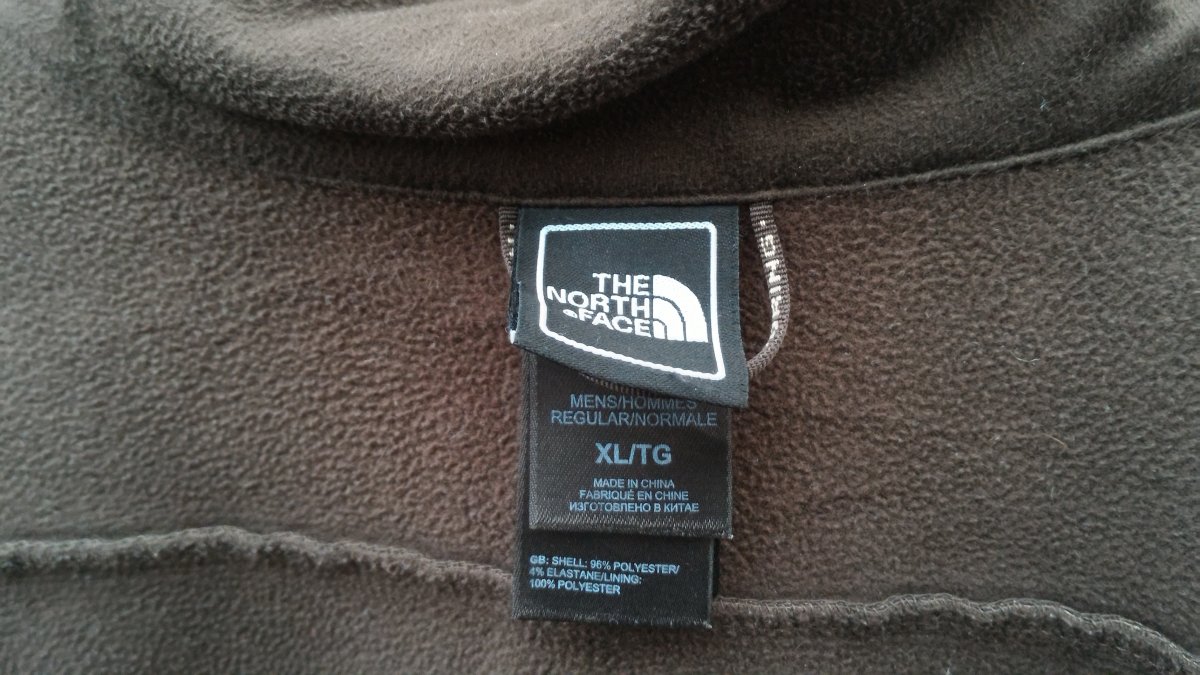 THE
NORTH
FACE
RING.
MENS/HOMMES
REGULAR/NORMALE
XL/TG
MADE IN CHINA
FABRIQUÉ EN CHINE
ИЗГОТОВЛЕНО В КИТАЕ
GB: SHELL: 96% POLYESTER/
4% ELASTANE/LINING:
100% POLYESTER